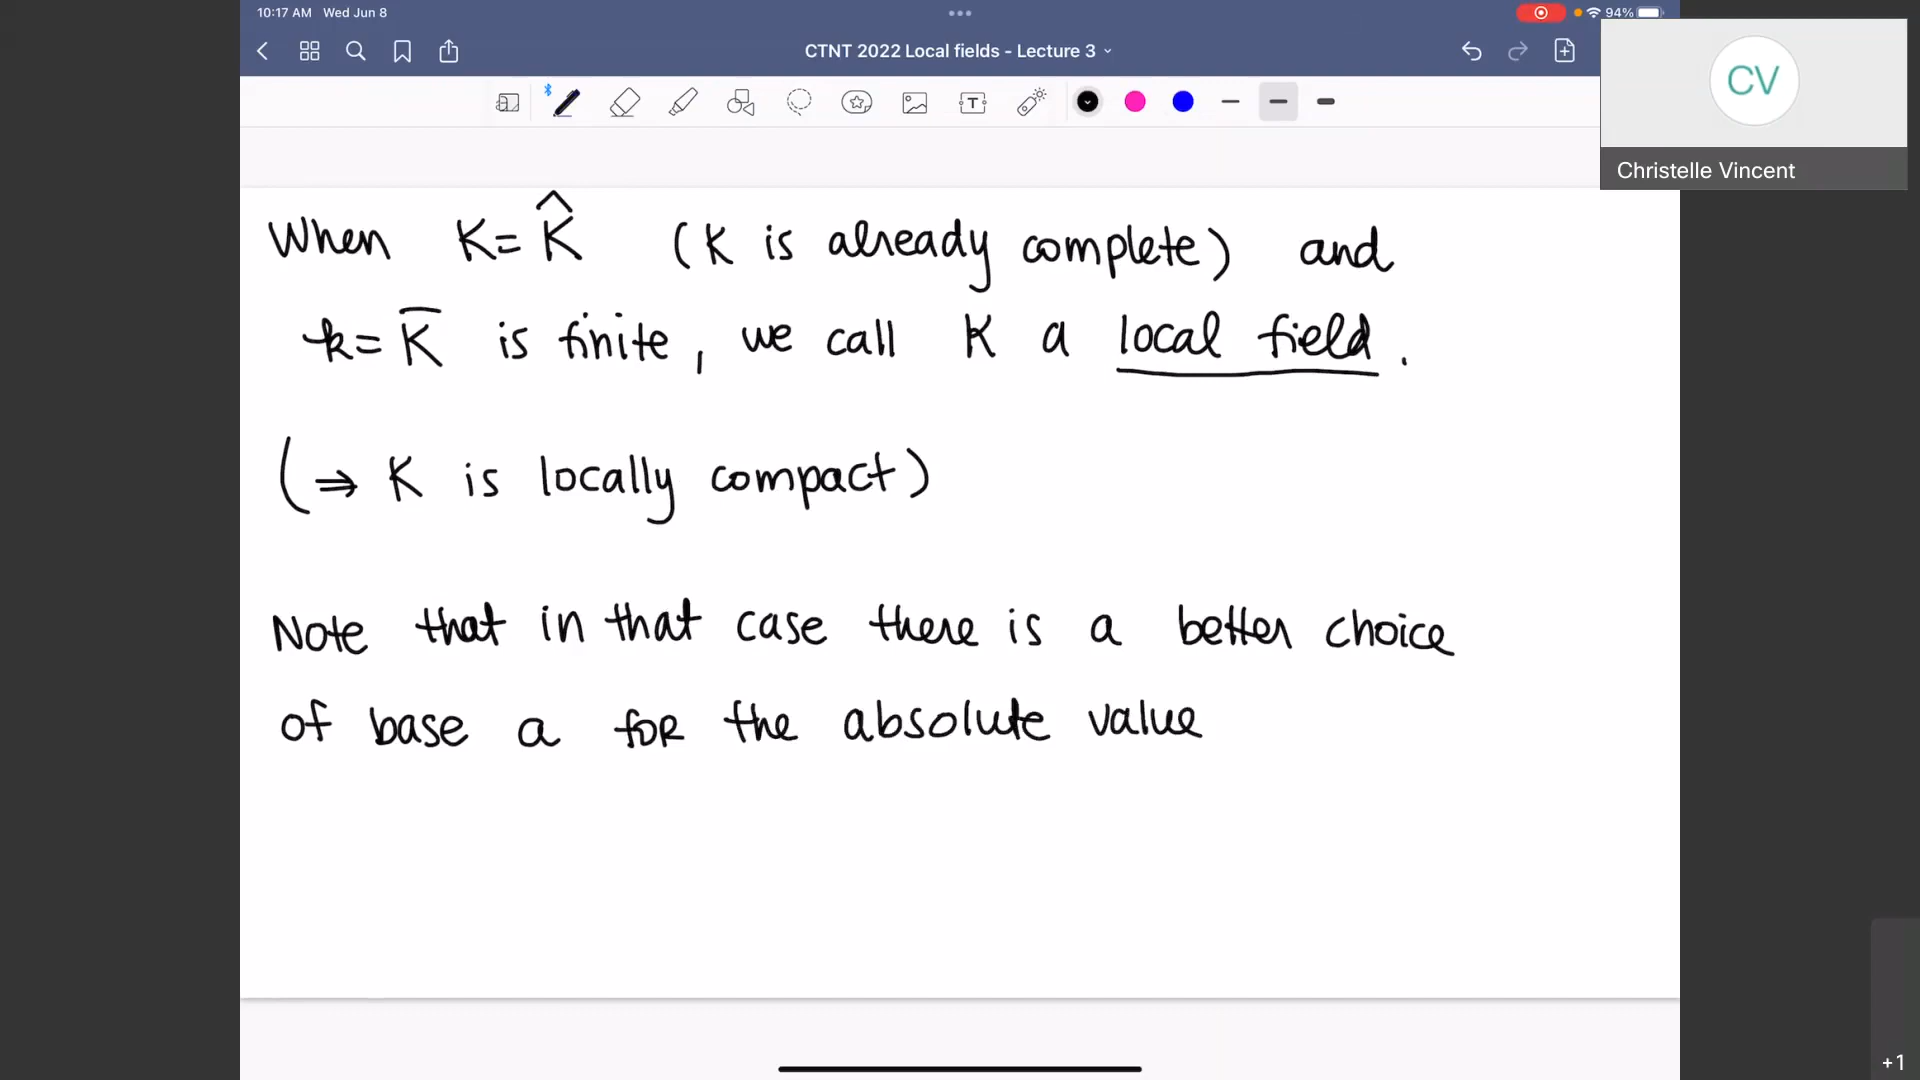 10:17 AM Wed Jun 8
94%
CTNT 2022 Local fields - Lecture 3
CV
Christelle Vincent
When K = K̂ (K is already complete) and
k = K̅ is finite, we call K a local field.
(⇒ K is locally compact)
Note that in that case there is a better choice
of base a for the absolute value
+1